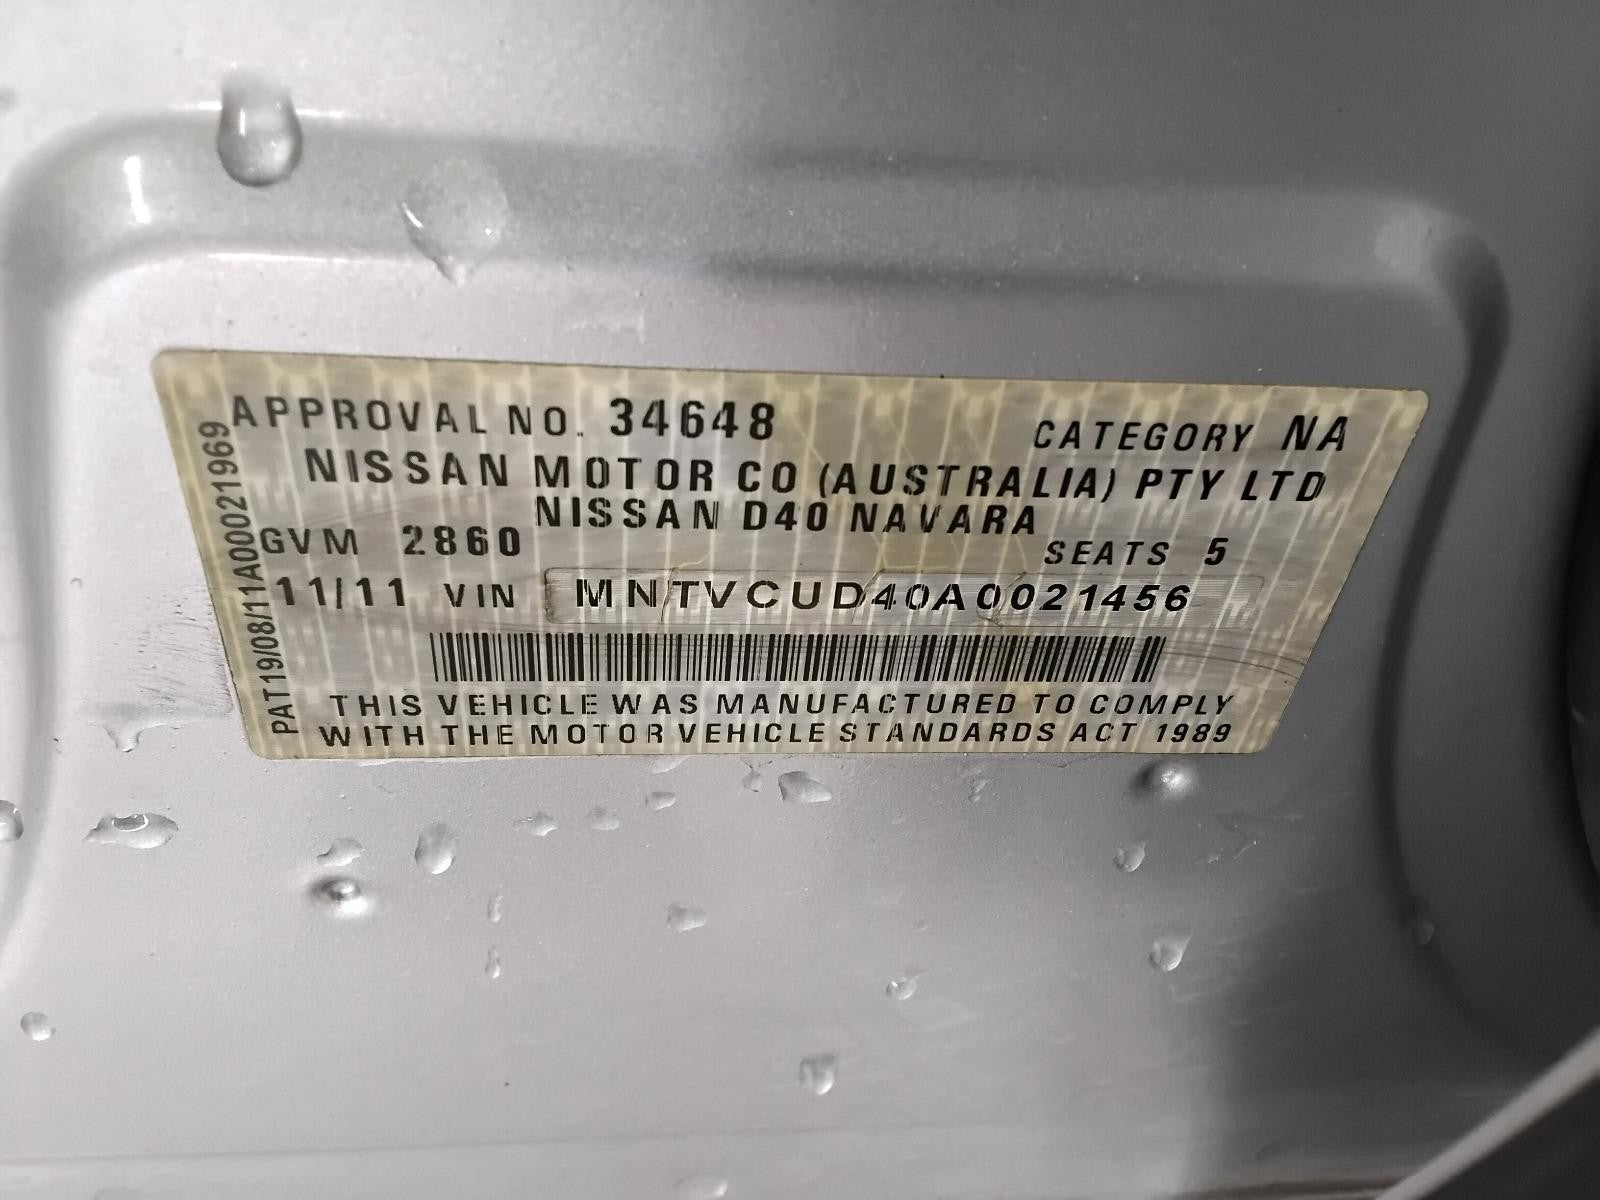 APPROVAL NO. 34648 CATEGORY NA
NISSAN MOTOR CO (AUSTRALIA) PTY LTD
NISSAN D40 NAVARA
GVM 2860 SEATS 5
11/11 VIN MNTVCUD40A0021456
THIS VEHICLE WAS MANUFACTURED TO COMPLY
WITH THE MOTOR VEHICLE STANDARDS ACT 1989
PAT19/08/11A00021969